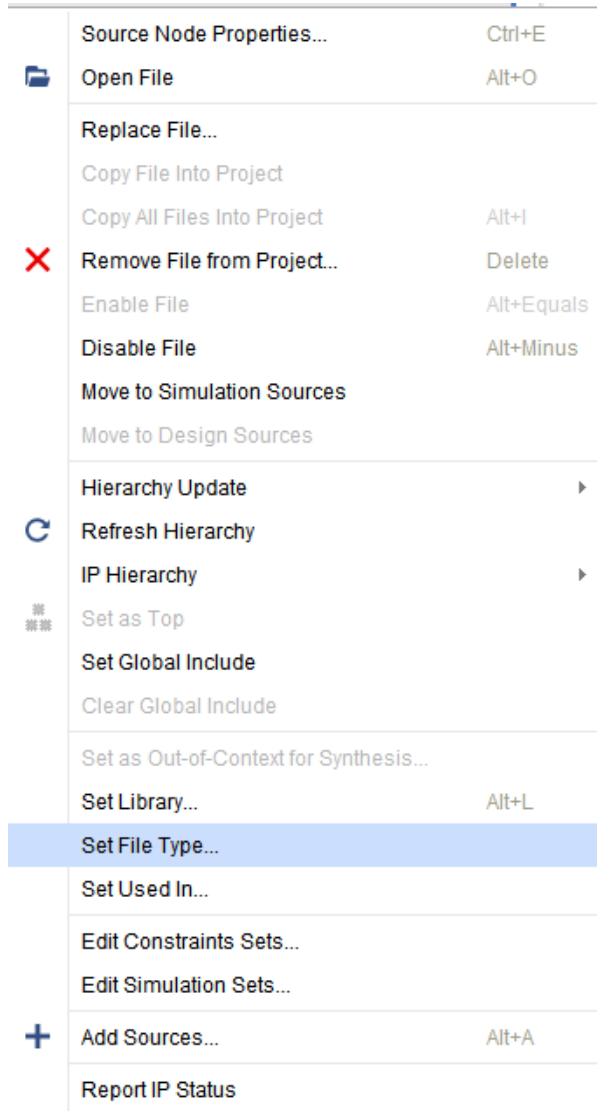 Source Node Properties... Ctrl+E
Open File Alt+O
Replace File...
Copy File Into Project
Copy All Files Into Project Alt+I
Remove File from Project... Delete
Enable File Alt+Equals
Disable File Alt+Minus
Move to Simulation Sources
Move to Design Sources
Hierarchy Update
Refresh Hierarchy
IP Hierarchy
Set as Top
Set Global Include
Clear Global Include
Set as Out-of-Context for Synthesis...
Set Library... Alt+L
Set File Type...
Set Used In...
Edit Constraints Sets...
Edit Simulation Sets...
Add Sources... Alt+A
Report IP Status